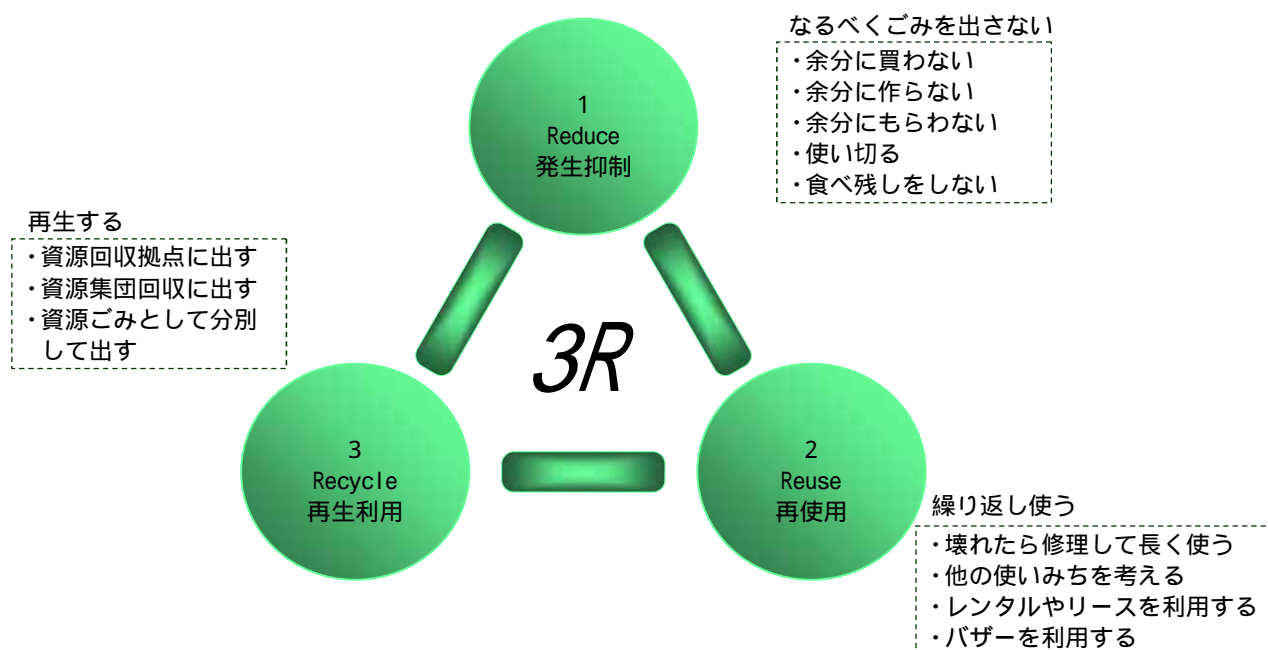 なるべくごみを出さない
・余分に買わない
・余分に作らない
・余分にもらわない
・使い切る
・食べ残しをしない
1
Reduce
発生抑制
再生する
・資源回収拠点に出す
・資源集団回収に出す
・資源ごみとして分別
して出す
3R
3
Recycle
再生利用
2
Reuse
再使用
繰り返し使う
・壊れたら修理して長く使う
・他の使いみちを考える
・レンタルやリースを利用する
・バザーを利用する